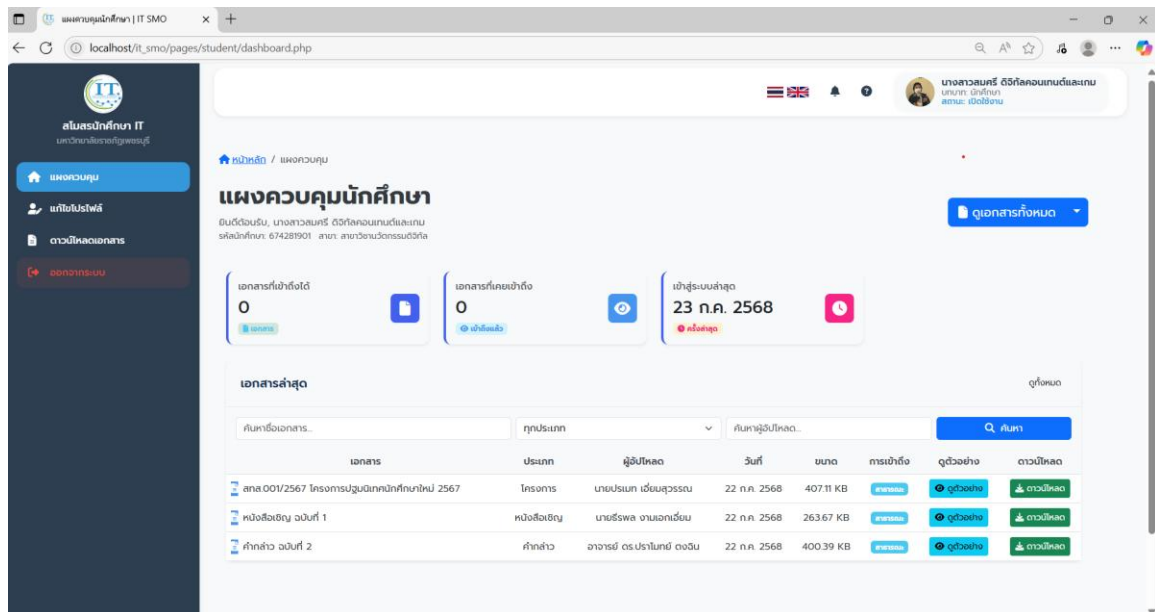 แผงควบคุมนักศึกษา | IT SMO
localhost/it_smo/pages/student/dashboard.php
IT
สโมสรนักศึกษา IT
มหาวิทยาลัยราชภัฏเพชรบุรี
แผงควบคุม
แก้ไขโปรไฟล์
ดาวน์โหลดเอกสาร
ออกจากระบบ
นางสาวสมศรี ดิจิทัลคอนเทนต์และเกม
บทบาท: นักศึกษา
สถานะ: เปิดใช้งาน
หน้าหลัก / แผงควบคุม
แผงควบคุมนักศึกษา
ยินดีต้อนรับ, นางสาวสมศรี ดิจิทัลคอนเทนต์และเกม
รหัสนักศึกษา: 674281901 สาขา: สาขาวิชานวัตกรรมดิจิทัล
ดูเอกสารทั้งหมด
เอกสารที่เข้าถึงได้
0
เอกสาร
เอกสารที่เคยเข้าถึง
0
เข้าถึงแล้ว
เข้าสู่ระบบล่าสุด
23 ก.ค. 2568
ครั้งล่าสุด
เอกสารล่าสุด
ดูทั้งหมด
ค้นหาชื่อเอกสาร...
ทุกประเภท
ค้นหาผู้อัปโหลด...
ค้นหา
เอกสาร ประเภท ผู้อัปโหลด วันที่ ขนาด การเข้าถึง ดูตัวอย่าง ดาวน์โหลด
สกส.001/2567 โครงการปฐมนิเทศนักศึกษาใหม่ 2567 โครงการ นายปรเมท เอี่ยมสุวรรณ 22 ก.ค. 2568 407.11 KB สาธารณะ ดูตัวอย่าง ดาวน์โหลด
หนังสือเชิญ ฉบับที่ 1 หนังสือเชิญ นายธีรพล งามเอกเอี่ยม 22 ก.ค. 2568 263.67 KB สาธารณะ ดูตัวอย่าง ดาวน์โหลด
คำกล่าว ฉบับที่ 2 คำกล่าว อาจารย์ ดร.ปราโมทย์ ตงฉิน 22 ก.ค. 2568 400.39 KB สาธารณะ ดูตัวอย่าง ดาวน์โหลด